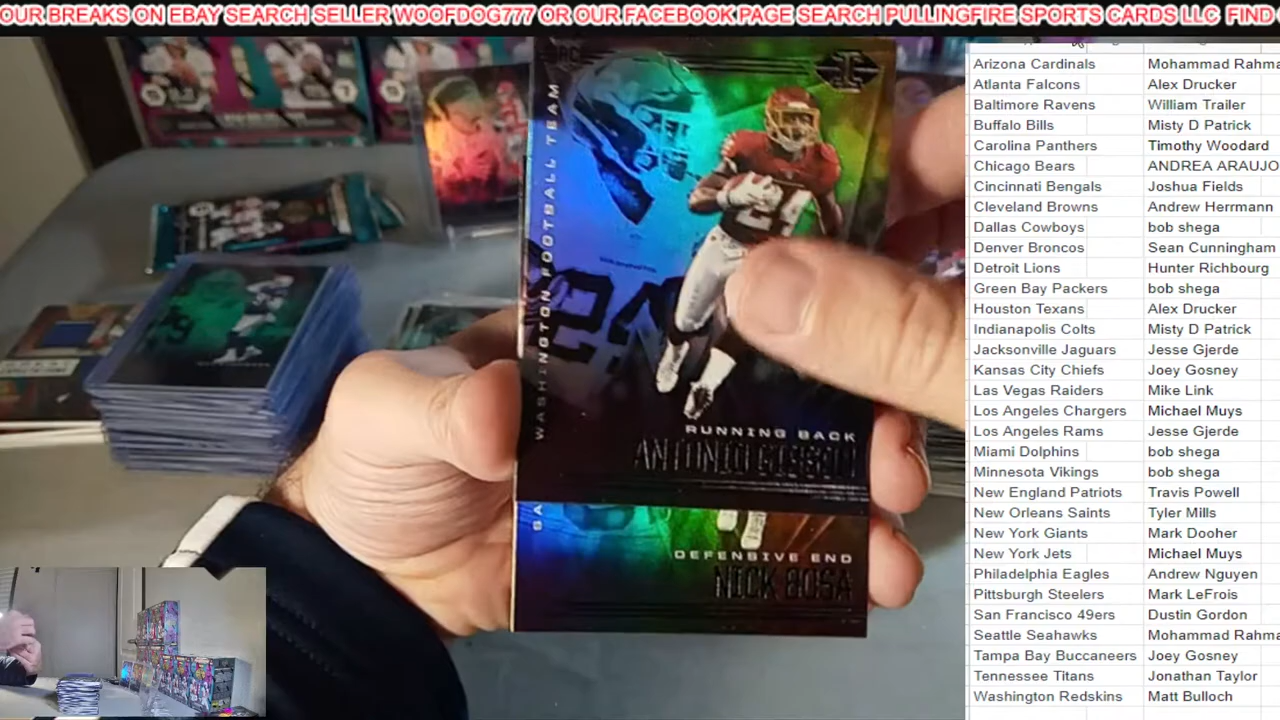 OUR BREAKS ON EBAY SEARCH SELLER WOOFDOG777 OR OUR FACEBOOK PAGE SEARCH PULLINGFIRE SPORTS CARDS LLC FIND
WASHINGTON FOOTBALL TEAM
24
RUNNING BACK
ANTONIO GIBSON
SA
DEFENSIVE END
NICK BOSA
Arizona Cardinals Mohammad Rahma
Atlanta Falcons Alex Drucker
Baltimore Ravens William Trailer
Buffalo Bills Misty D Patrick
Carolina Panthers Timothy Woodard
Chicago Bears ANDREA ARAUJO
Cincinnati Bengals Joshua Fields
Cleveland Browns Andrew Herrmann
Dallas Cowboys bob shega
Denver Broncos Sean Cunningham
Detroit Lions Hunter Richbourg
Green Bay Packers bob shega
Houston Texans Alex Drucker
Indianapolis Colts Misty D Patrick
Jacksonville Jaguars Jesse Gjerde
Kansas City Chiefs Joey Gosney
Las Vegas Raiders Mike Link
Los Angeles Chargers Michael Muys
Los Angeles Rams Jesse Gjerde
Miami Dolphins bob shega
Minnesota Vikings bob shega
New England Patriots Travis Powell
New Orleans Saints Tyler Mills
New York Giants Mark Dooher
New York Jets Michael Muys
Philadelphia Eagles Andrew Nguyen
Pittsburgh Steelers Mark LeFrois
San Francisco 49ers Dustin Gordon
Seattle Seahawks Mohammad Rahma
Tampa Bay Buccaneers Joey Gosney
Tennessee Titans Jonathan Taylor
Washington Redskins Matt Bulloch